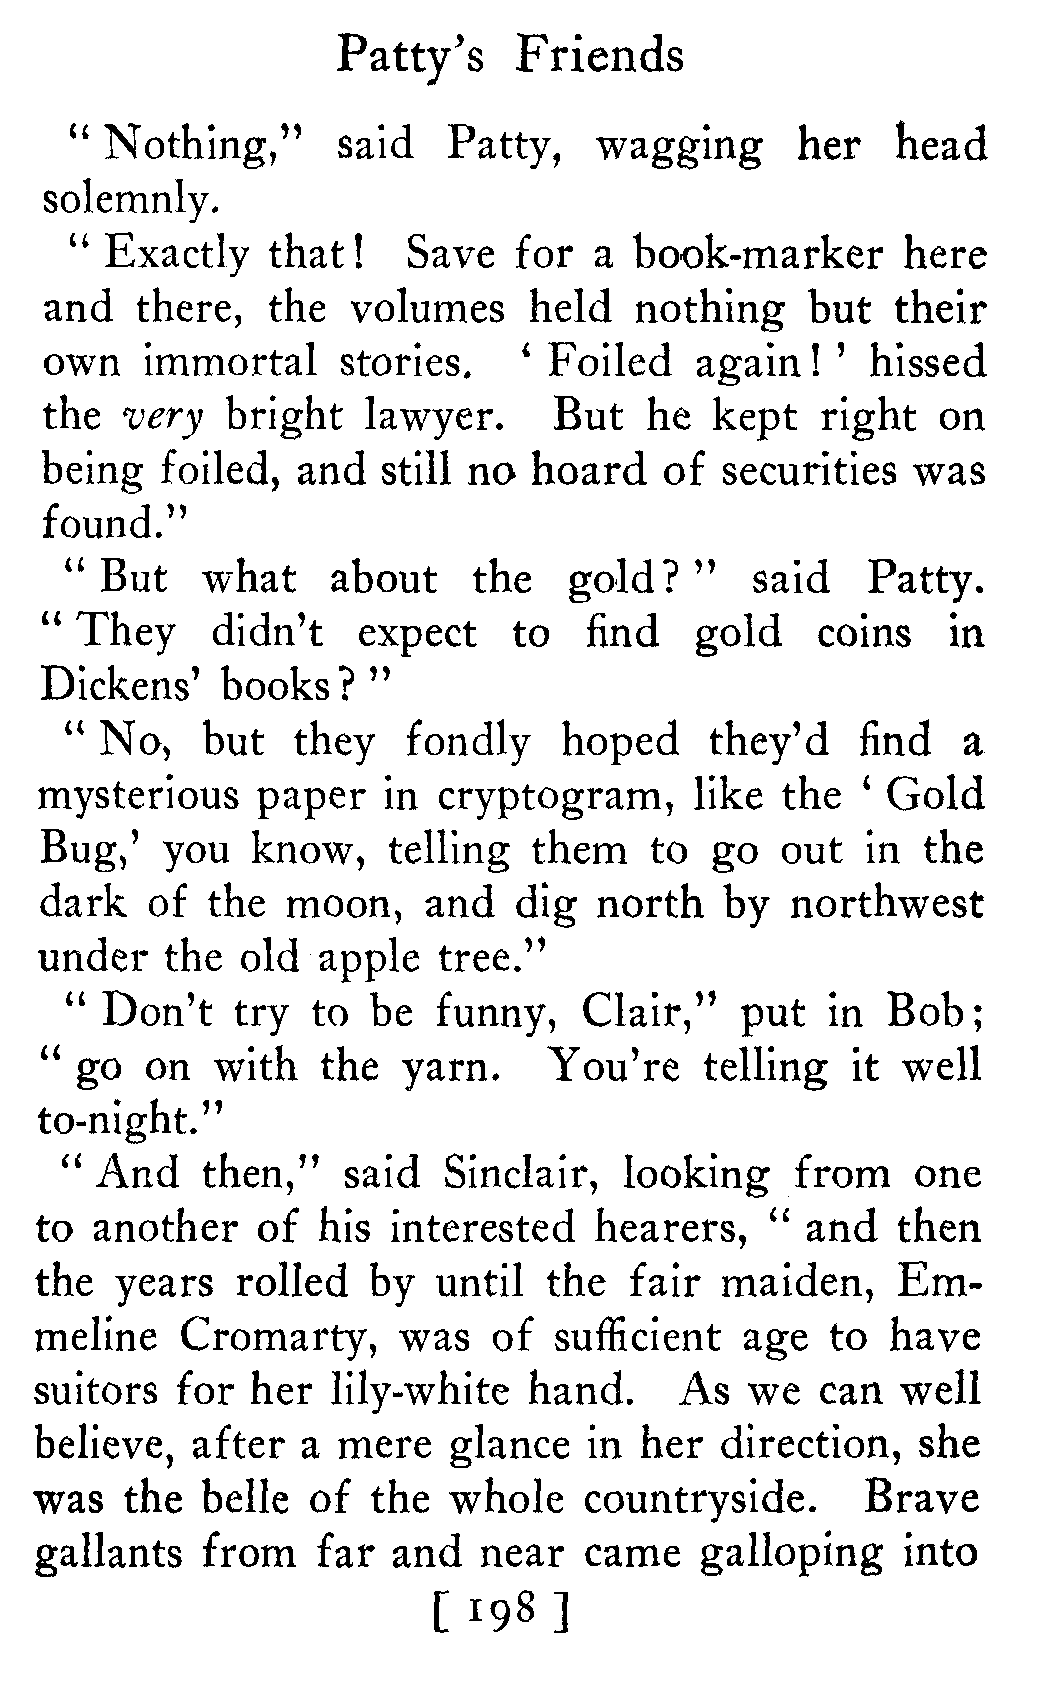 Patty's Friends
" Nothing," said Patty, wagging her head
solemnly.
" Exactly that! Save for a book-marker here
and there, the volumes held nothing but their
own immortal stories. ' Foiled again! ' hissed
the very bright lawyer. But he kept right on
being foiled, and still no hoard of securities was
found."
" But what about the gold? " said Patty.
" They didn't expect to find gold coins in
Dickens' books? "
" No, but they fondly hoped they'd find a
mysterious paper in cryptogram, like the ' Gold
Bug,' you know, telling them to go out in the
dark of the moon, and dig north by northwest
under the old apple tree."
" Don't try to be funny, Clair," put in Bob;
" go on with the yarn. You're telling it well
to-night."
" And then," said Sinclair, looking from one
to another of his interested hearers, " and then
the years rolled by until the fair maiden, Em-
meline Cromarty, was of sufficient age to have
suitors for her lily-white hand. As we can well
believe, after a mere glance in her direction, she
was the belle of the whole countryside. Brave
gallants from far and near came galloping into
[ 198 ]